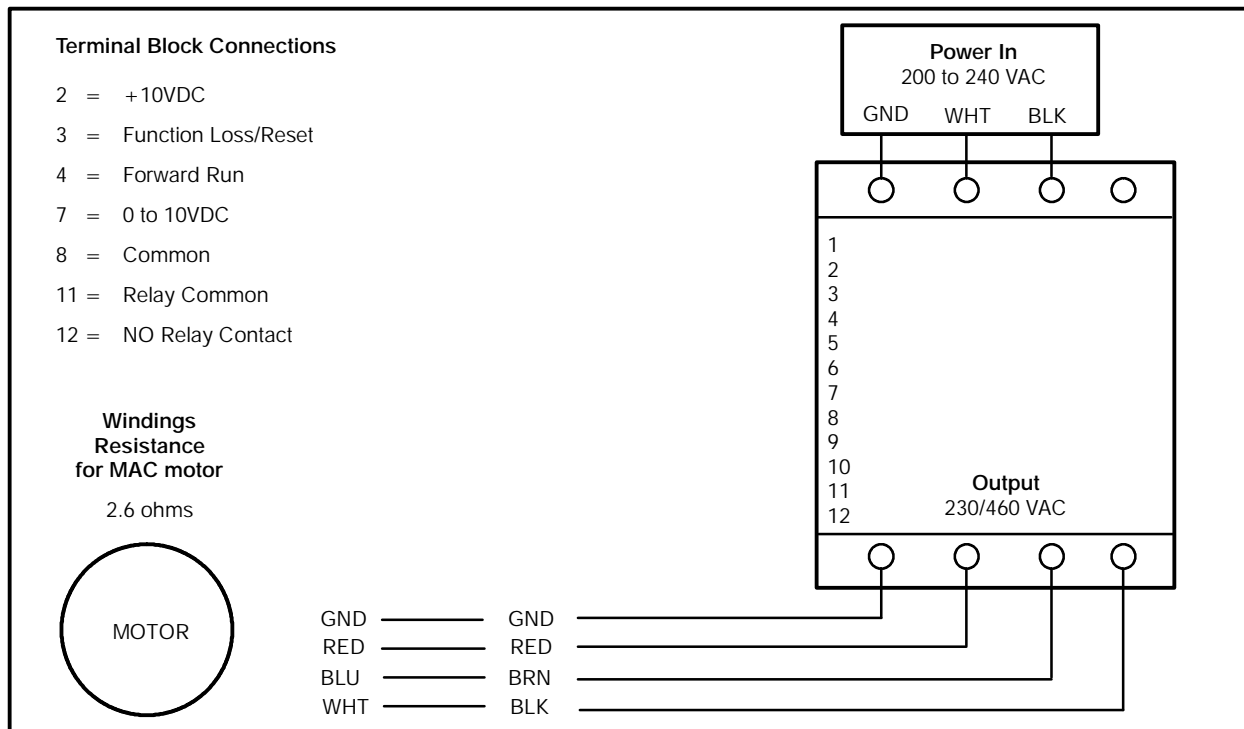 Terminal Block Connections
2 = +10VDC
3 = Function Loss/Reset
4 = Forward Run
7 = 0 to 10VDC
8 = Common
11 = Relay Common
12 = NO Relay Contact
Windings
Resistance
for MAC motor
2.6 ohms
MOTOR
Power In
200 to 240 VAC
GND WHT BLK
1
2
3
4
5
6
7
8
9
10
11
12
Output
230/460 VAC
GND GND
RED RED
BLU BRN
WHT BLK